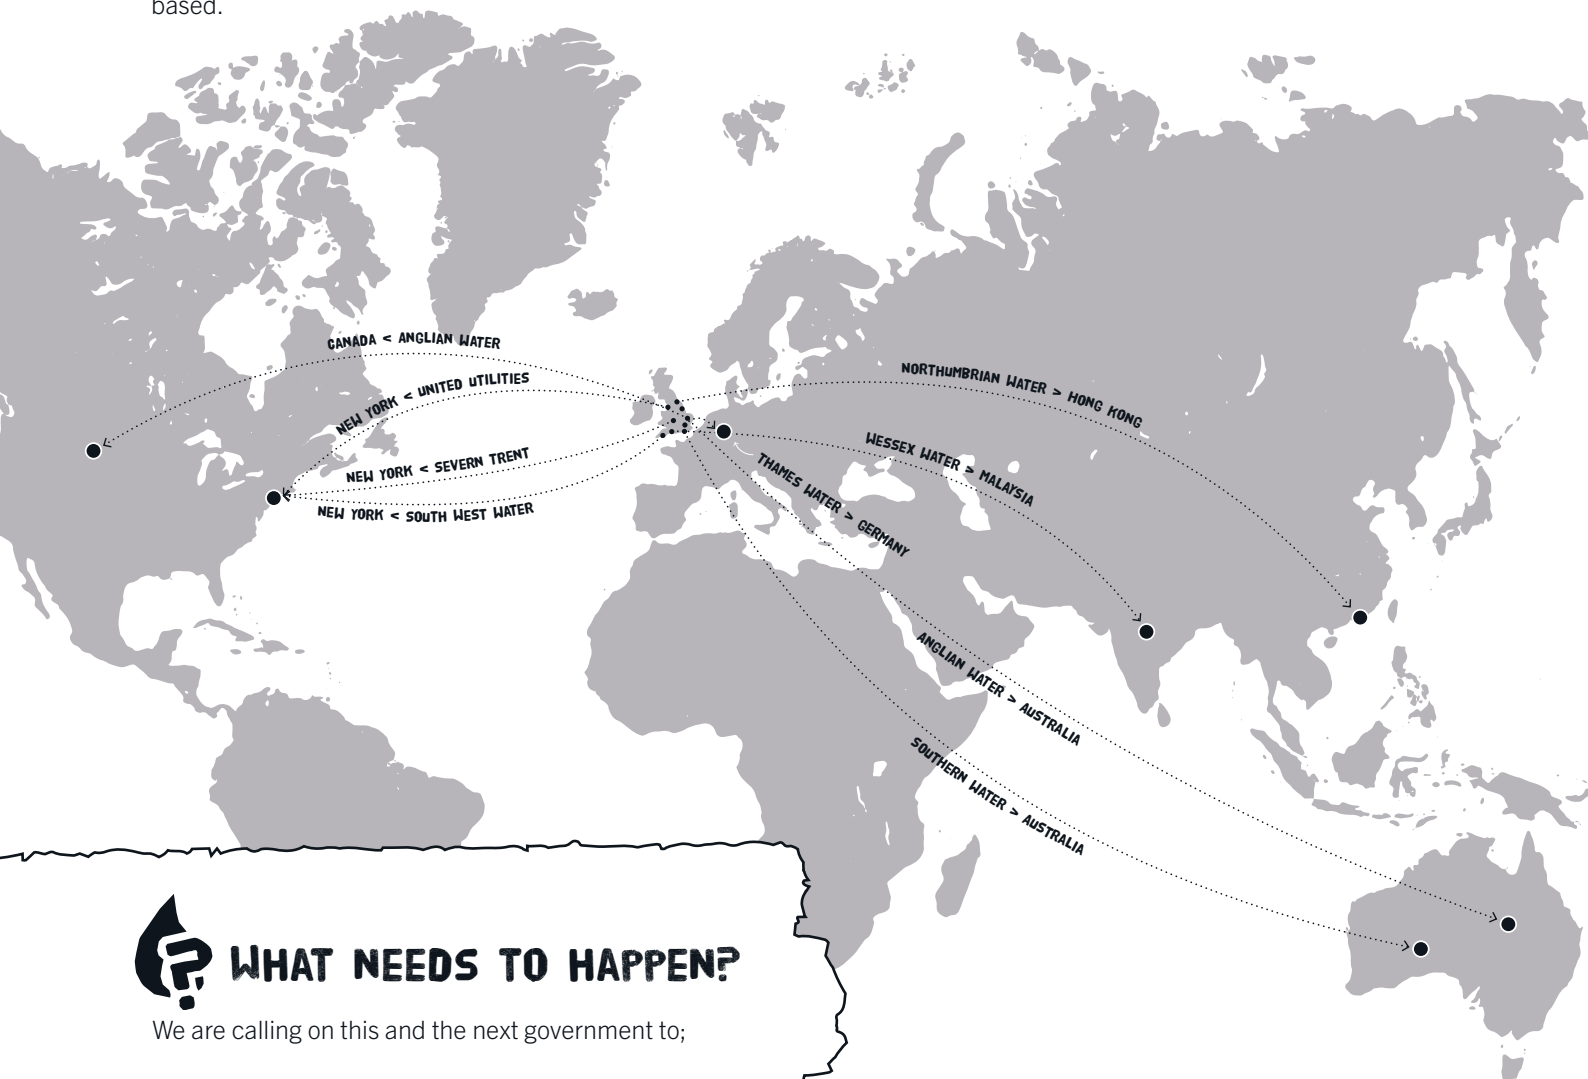 based.
CANADA < ANGLIAN WATER
NEW YORK < UNITED UTILITIES
NEW YORK < SEVERN TRENT
NEW YORK < SOUTH WEST WATER
NORTHUMBRIAN WATER > HONG KONG
WESSEX WATER > MALAYSIA
THAMES WATER > GERMANY
ANGLIAN WATER > AUSTRALIA
SOUTHERN WATER > AUSTRALIA
WHAT NEEDS TO HAPPEN?
We are calling on this and the next government to;